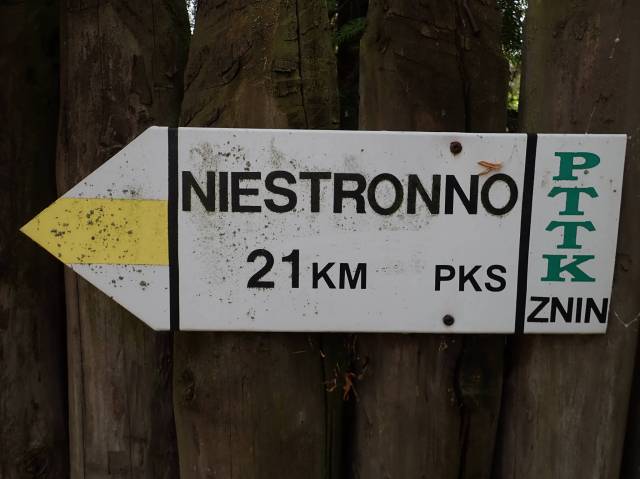 NIESTRONNO
21 KM PKS
PTTK
ZNIN